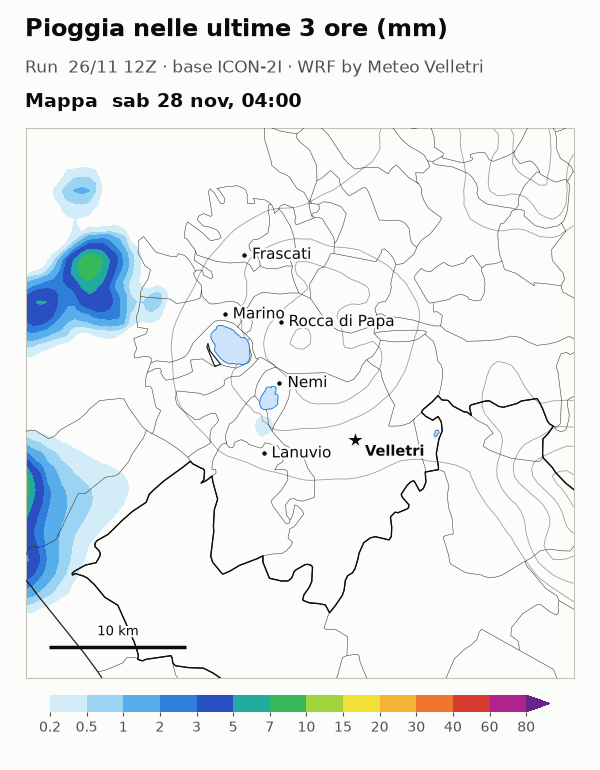 Pioggia nelle ultime 3 ore (mm)
Run  26/11 12Z · base ICON-2I · WRF by Meteo Velletri
Mappa  sab 28 nov, 04:00
Frascati
Marino
Rocca di Papa
Nemi
Velletri
Lanuvio
10 km
0.2 0.5 1 2 3 5 7 10 15 20 30 40 60 80